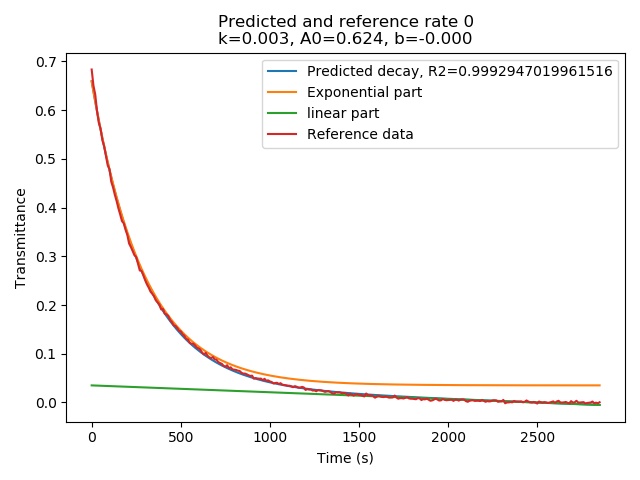 Predicted and reference rate 0
k=0.003, A0=0.624, b=-0.000
Predicted decay, R2=0.9992947019961516
Exponential part
linear part
Reference data
Transmittance
0.7
0.6
0.5
0.4
0.3
0.2
0.1
0.0
0
500
1000
1500
2000
2500
Time (s)